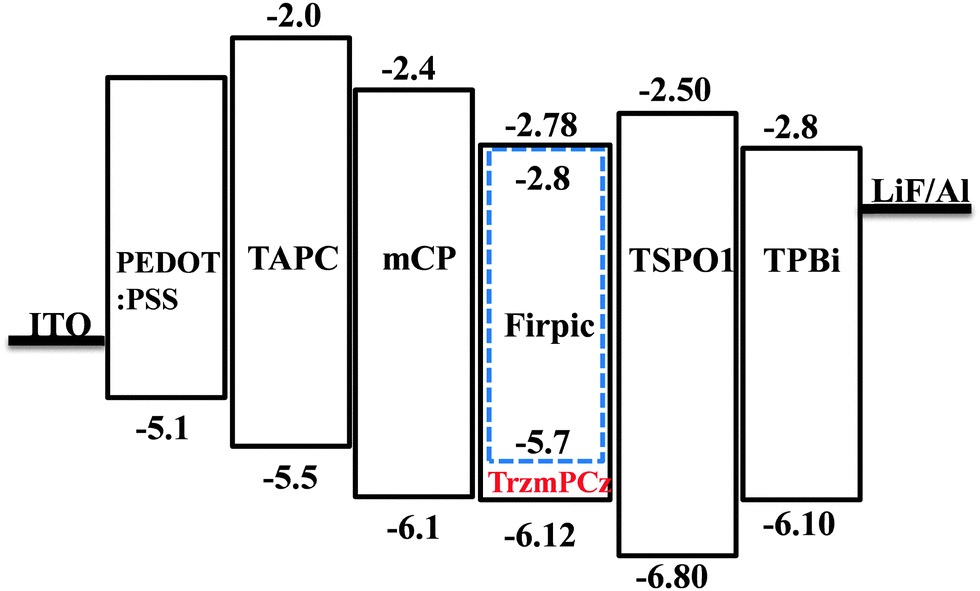 -2.0
-2.4
-2.78
-2.50
-2.8
-2.8
LiF/Al
PEDOT
:PSS
TAPC
mCP
TSPO1
TPBi
ITO
Firpic
-5.1
-5.7
-5.5
TrzmPCz
-6.1
-6.12
-6.10
-6.80